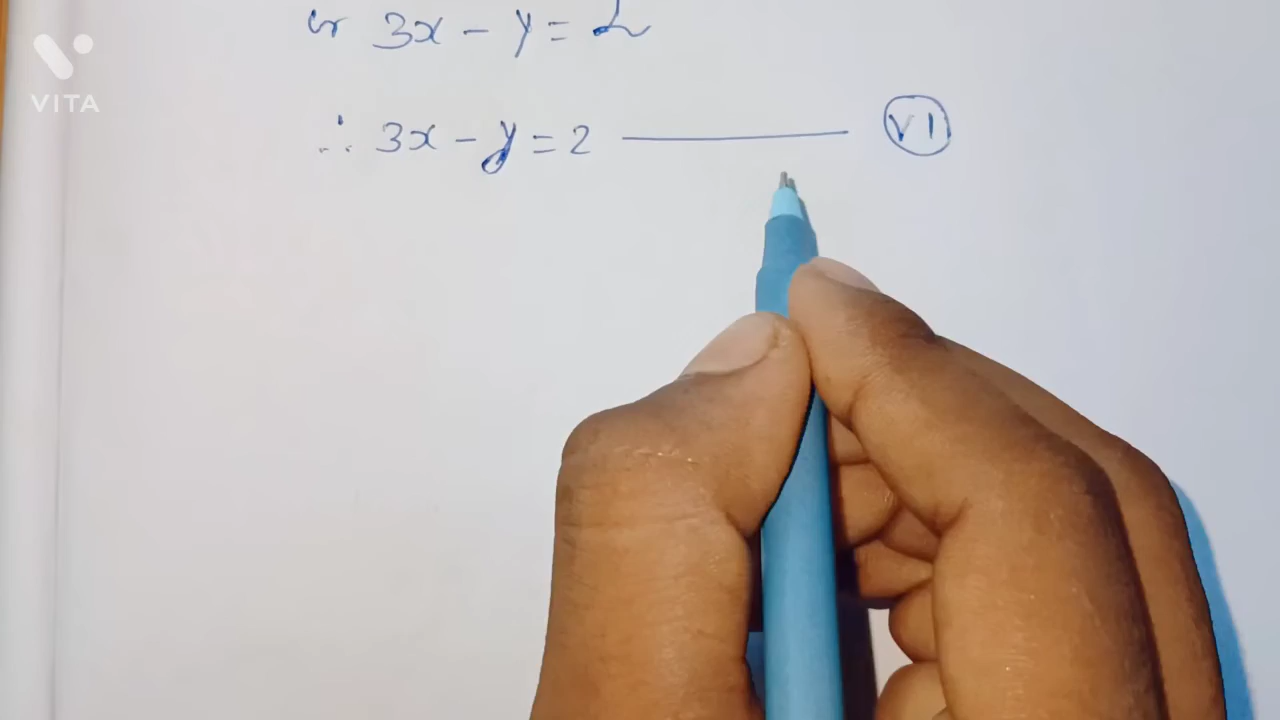 VITA
or 3x - y = 2
∴ 3x - y = 2 ——— VI